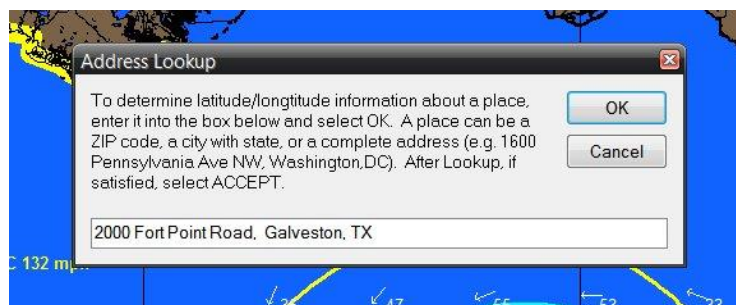 Address Lookup
To determine latitude/longtitude information about a place,
enter it into the box below and select OK. A place can be a
ZIP code, a city with state, or a complete address (e.g. 1600
Pennsylvania Ave NW, Washington,DC). After Lookup, if
satisfied, select ACCEPT.
OK
Cancel
2000 Fort Point Road, Galveston, TX
C 132 mph
47
53